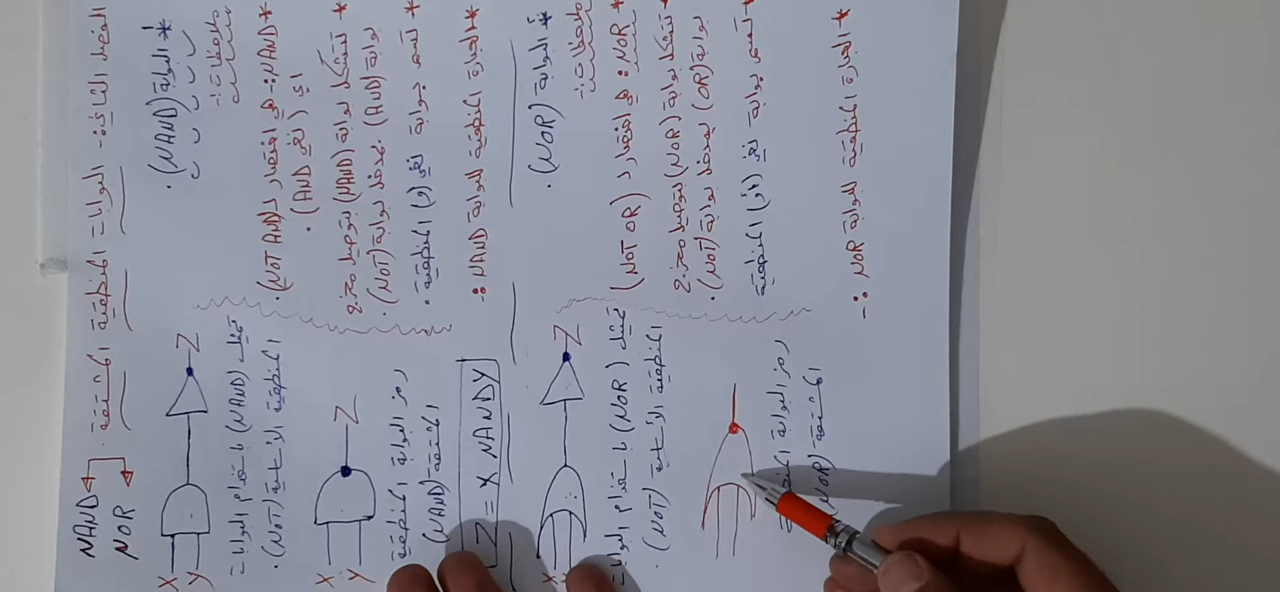 الفصل الثاني :- البوابات المنطقية المشتقة .
NAND
NOR
* البوابة (NAND) .
ملاحظات :-
* NAND :- هي اختصار لـ (NOT AND) .
اي (نفي AND) .
* تتشكل بوابة (NAND) بتوصيل مخرج
بوابة (AND) بمدخل بوابة (NOT) .
* تسمى بوابة نفي (و) المنطقية .
* العبارة المنطقية للبوابة NAND :-
X
Y
Z
تمثيل (NAND) باستخدام البوابات
المنطقية الأساسية (NOT) .
X
Y
Z
رمز البوابة المنطقية
المشتقة (NAND)
Z = X NAND Y
* البوابة (NOR) .
ملاحظات :-
* NOR : هي اختصار لـ (NOT OR)
* تتشكل بوابة (NOR) بتوصيل مخرج
بوابة (OR) بمدخل بوابة (NOT) .
* تسمى بوابة نفي (أو) المنطقية
* العبارة المنطقية للبوابة NOR :-
X
Z
تمثيل (NOR) باستخدام البوابات
المنطقية الأساسية (NOT) .
رمز البوابة
المشتقة (NOR)